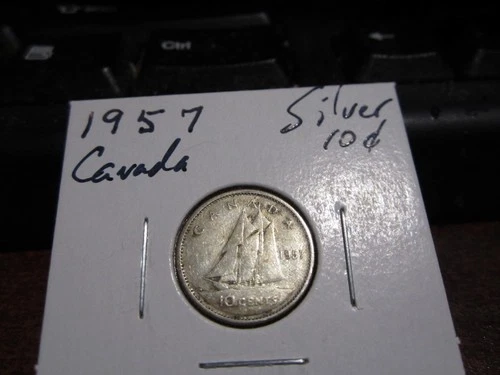 Ctrl
1957 Silver
Canada 10¢
CANADA
10 CENTS